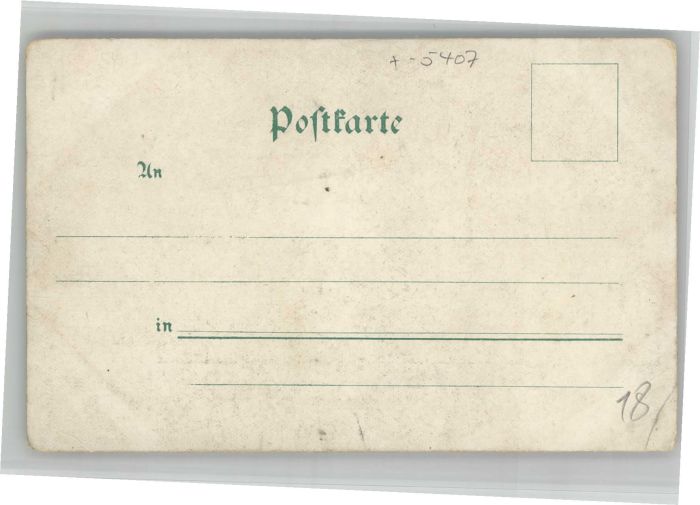 +-5407
Postkarte
An
in
18/